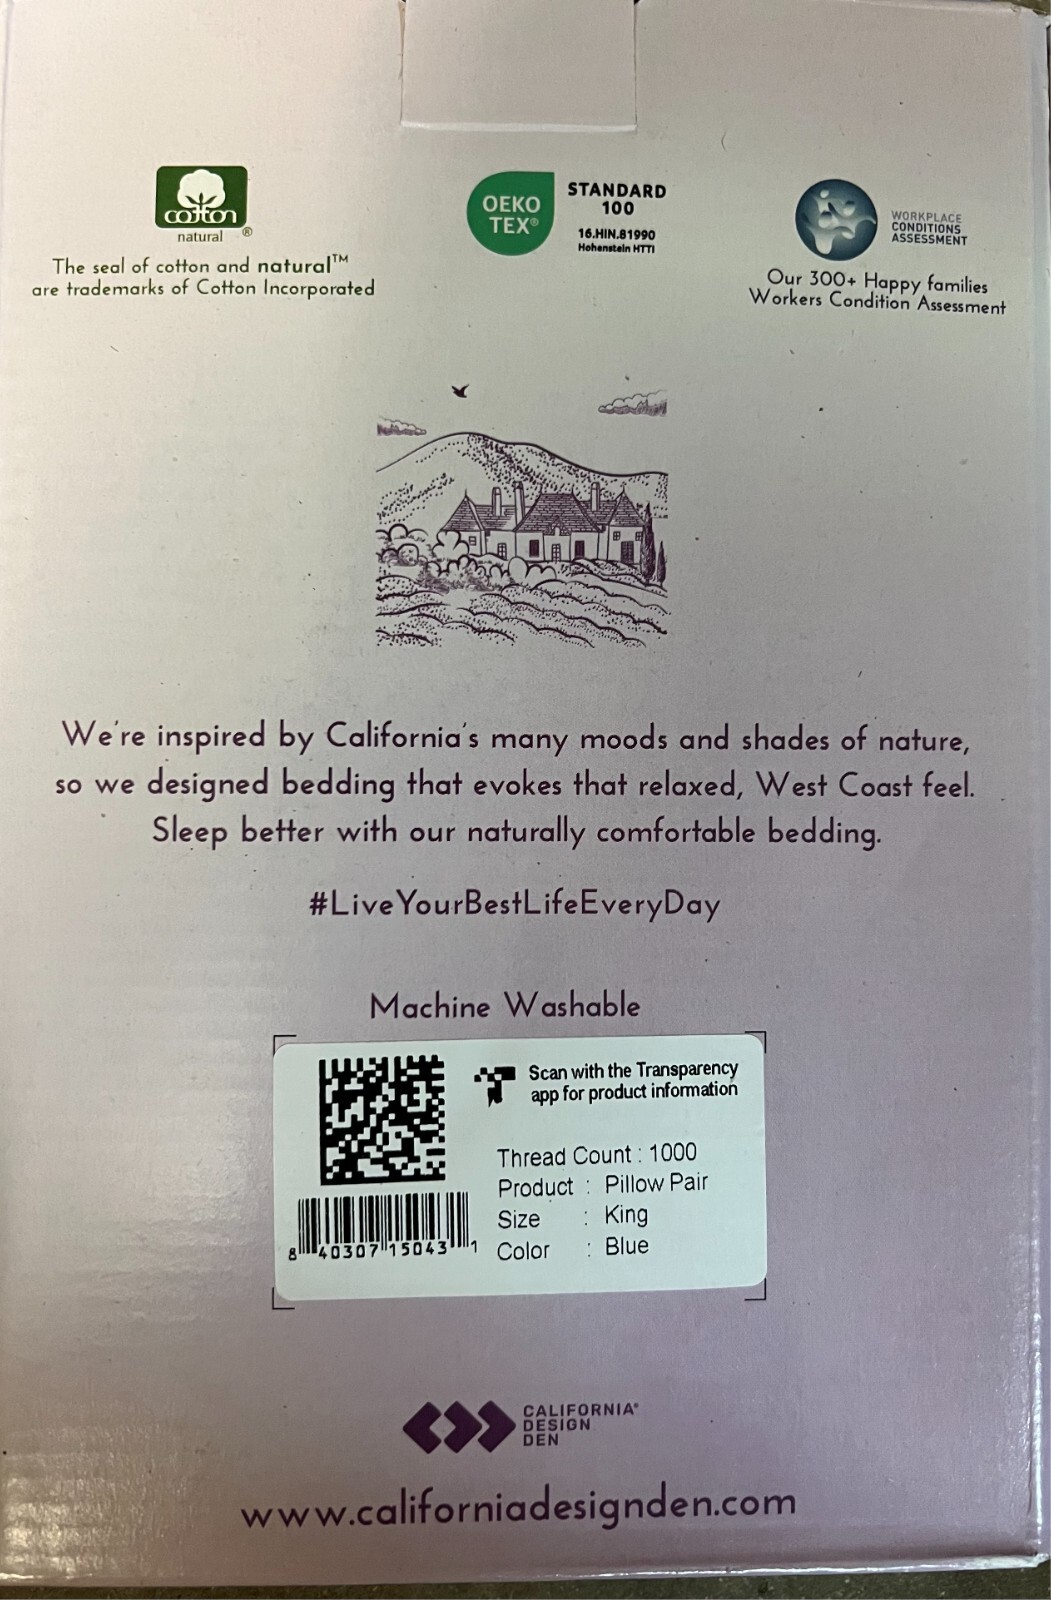 cotton
natural ®
The seal of cotton and natural™
are trademarks of Cotton Incorporated
OEKO
TEX®
STANDARD
100
16.HIN.81990
Hohenstein HTTI
WORKPLACE
CONDITIONS
ASSESSMENT
Our 300+ Happy families
Workers Condition Assessment
We're inspired by California's many moods and shades of nature,
so we designed bedding that evokes that relaxed, West Coast feel.
Sleep better with our naturally comfortable bedding.
#LiveYourBestLifeEveryDay
Machine Washable
Scan with the Transparency
app for product information
Thread Count : 1000
Product : Pillow Pair
Size : King
Color : Blue
8 40307 15043 1
CALIFORNIA®
DESIGN
DEN
www.californiadesignden.com